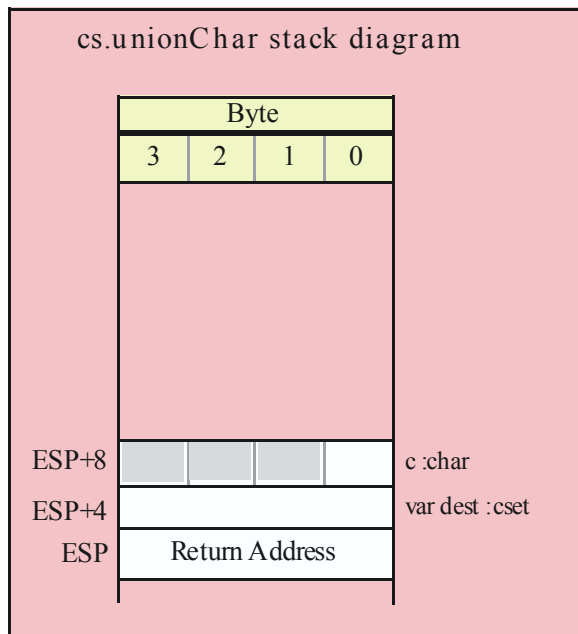 cs.unionChar stack diagram
Byte
3 2 1 0
ESP+8 c :char
ESP+4 var dest :cset
ESP Return Address